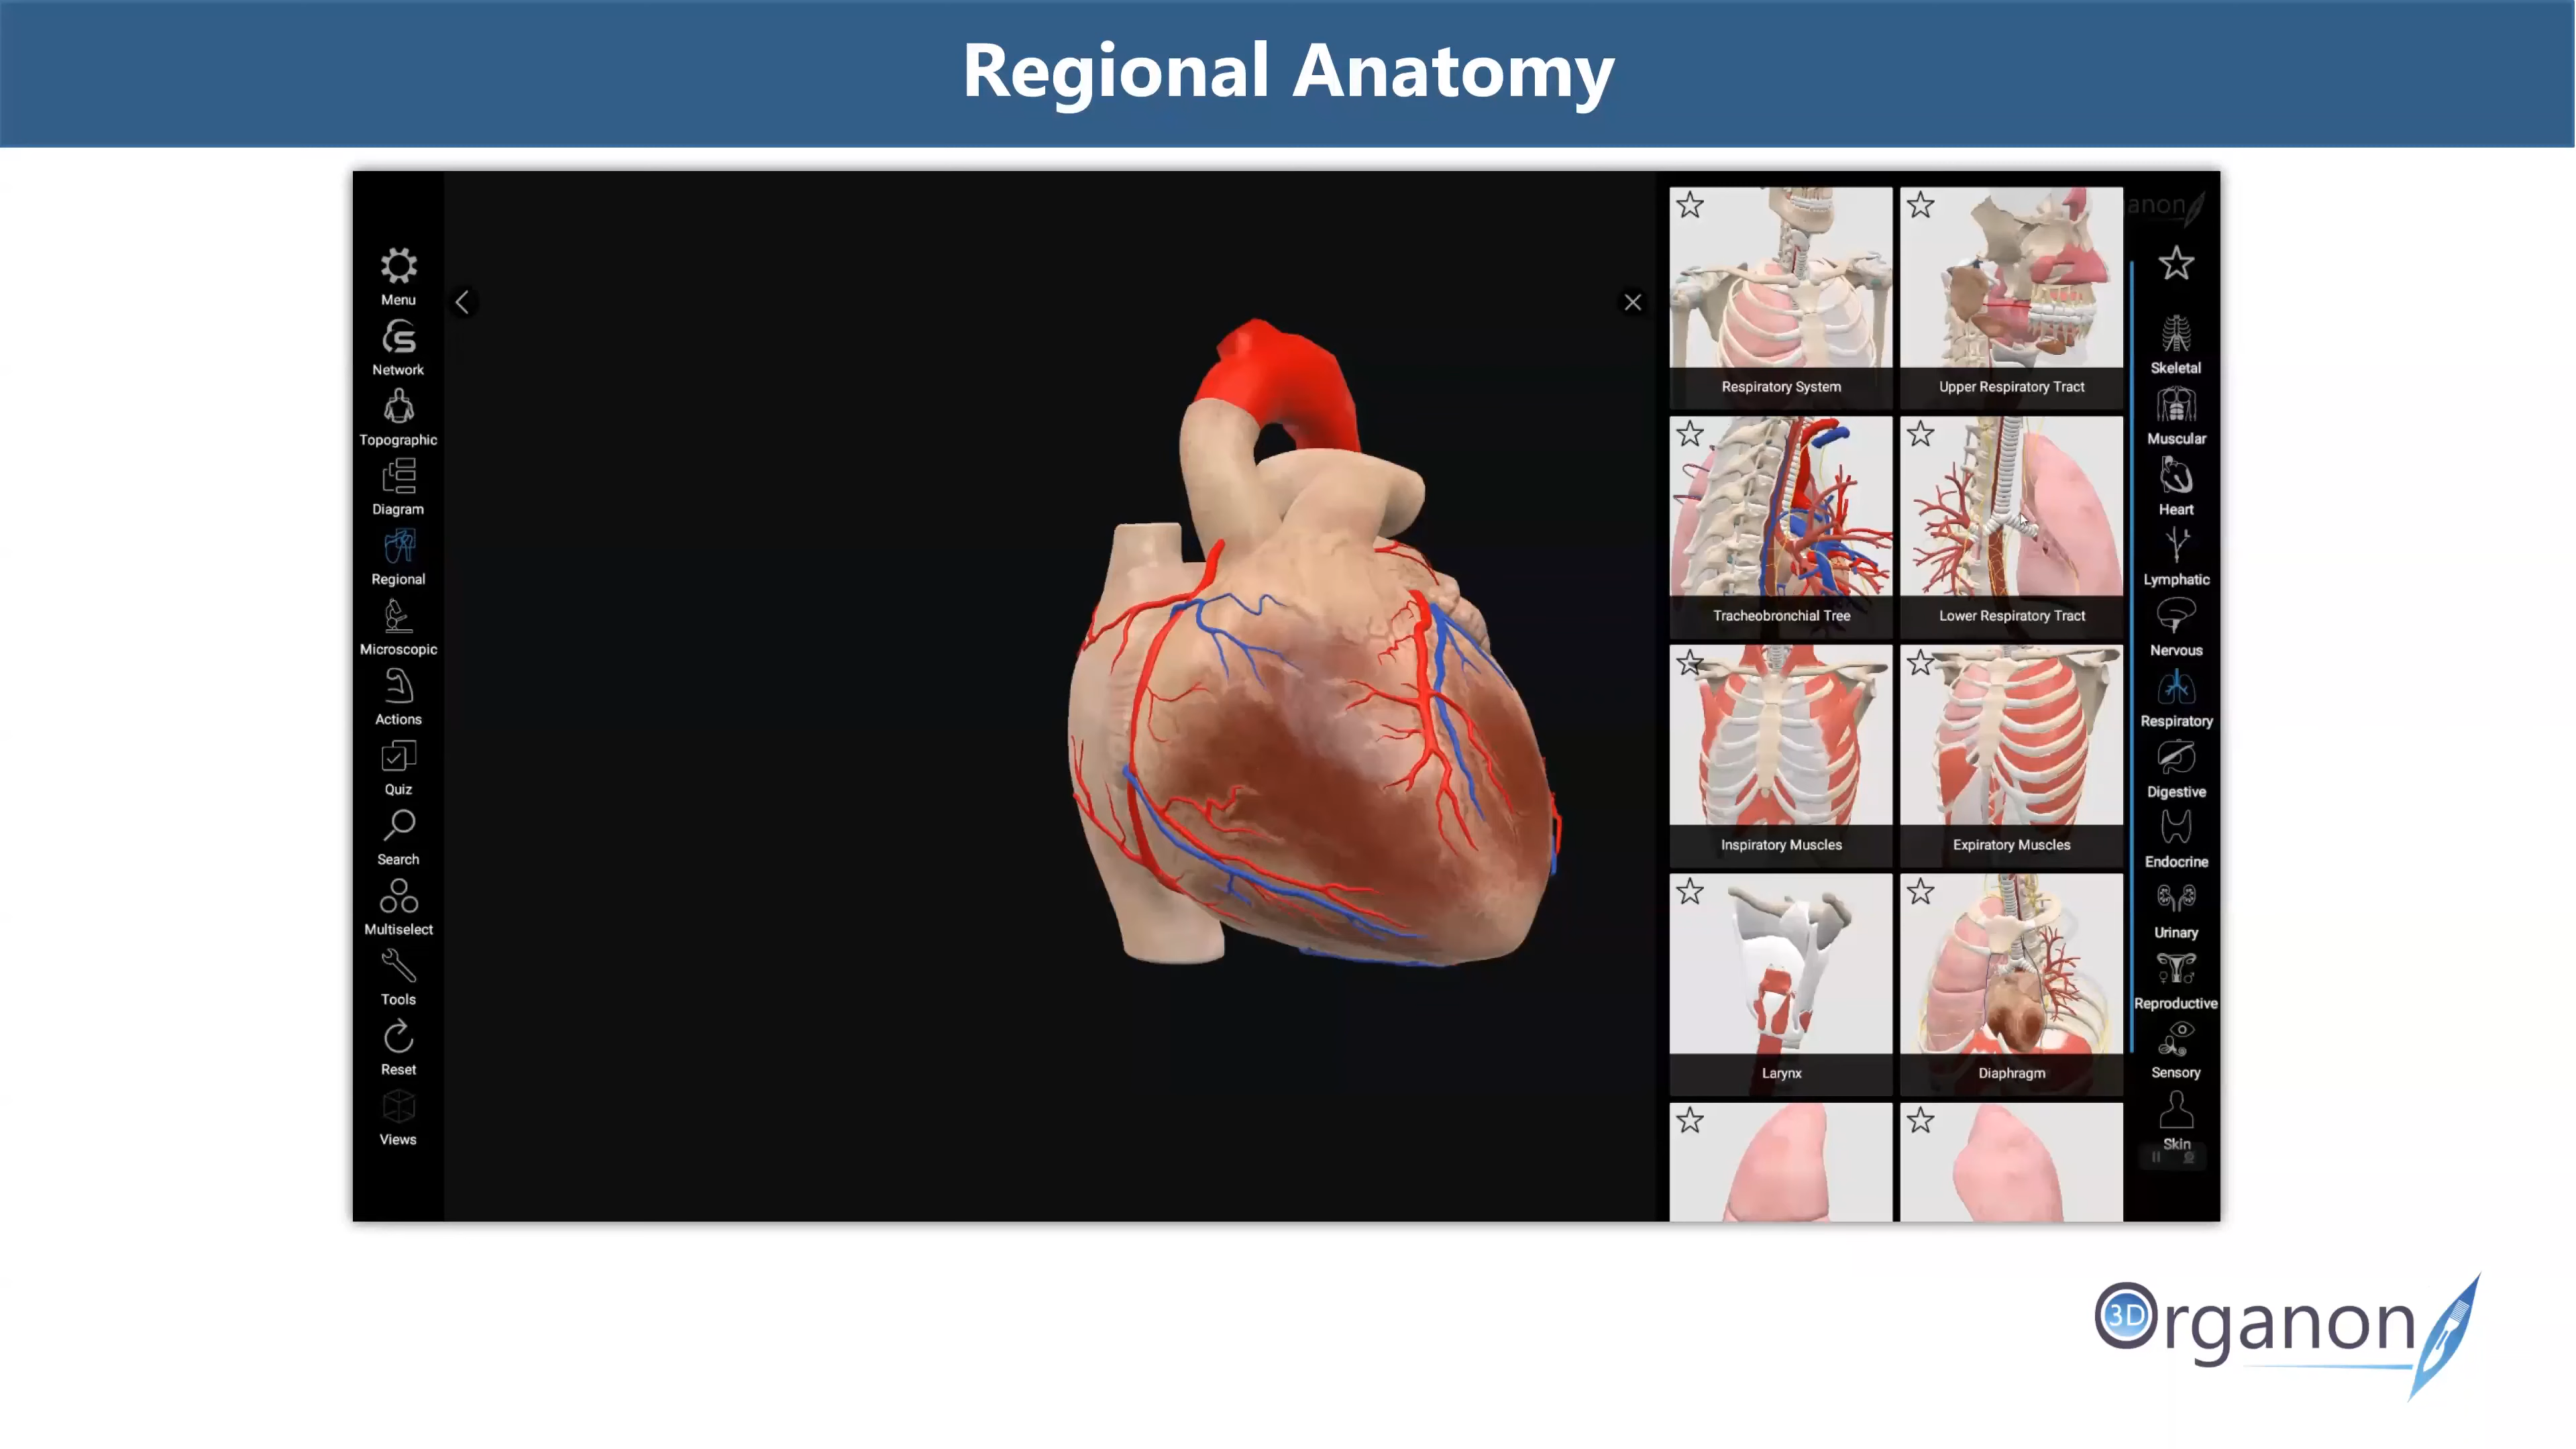 Regional Anatomy
Menu
Network
Topographic
Diagram
Regional
Microscopic
Actions
Quiz
Search
Multiselect
Tools
Reset
Views
Respiratory System
Upper Respiratory Tract
Tracheobronchial Tree
Lower Respiratory Tract
Inspiratory Muscles
Expiratory Muscles
Larynx
Diaphragm
anon
Skeletal
Muscular
Heart
Lymphatic
Nervous
Respiratory
Digestive
Endocrine
Urinary
Reproductive
Sensory
Skin
3D Organon